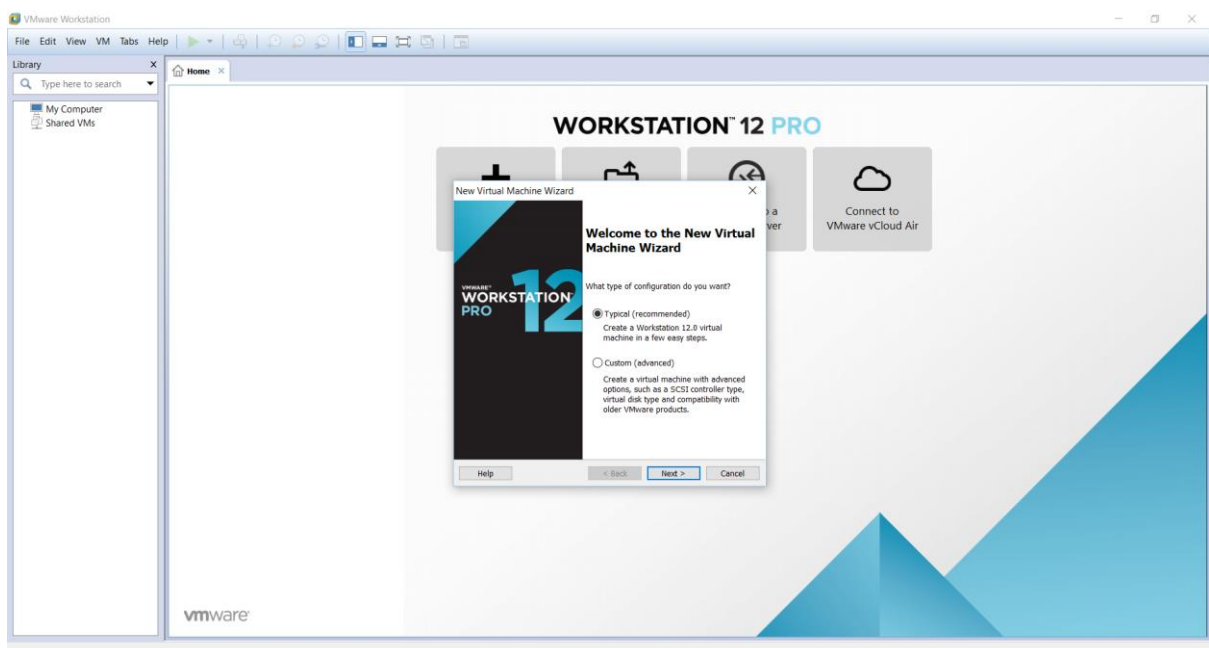 VMware Workstation
File Edit View VM Tabs Help
Library x
Home ×
Type here to search
My Computer
Shared VMs
WORKSTATION™ 12 PRO
Connect to
VMware vCloud Air
a
ver
New Virtual Machine Wizard
VMWARE®
WORKSTATION
PRO
12
Welcome to the New Virtual
Machine Wizard
What type of configuration do you want?
Typical (recommended)
Create a Workstation 12.0 virtual
machine in a few easy steps.
Custom (advanced)
Create a virtual machine with advanced
options, such as a SCSI controller type,
virtual disk type and compatibility with
older VMware products.
Help < Back Next > Cancel
vmware®